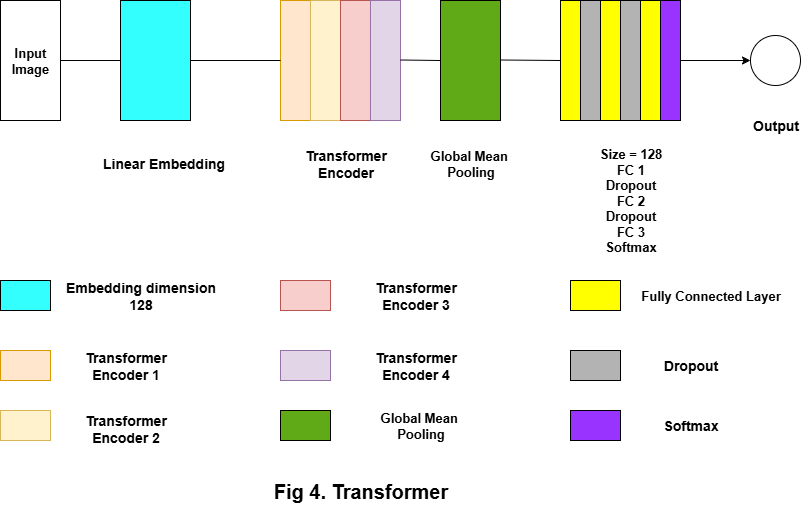 Input
Image
Linear Embedding
Transformer
Encoder
Global Mean
Pooling
Size = 128
FC 1
Dropout
FC 2
Dropout
FC 3
Softmax
Output
Embedding dimension
128
Transformer
Encoder 3
Fully Connected Layer
Transformer
Encoder 1
Transformer
Encoder 4
Dropout
Transformer
Encoder 2
Global Mean
Pooling
Softmax
Fig 4. Transformer